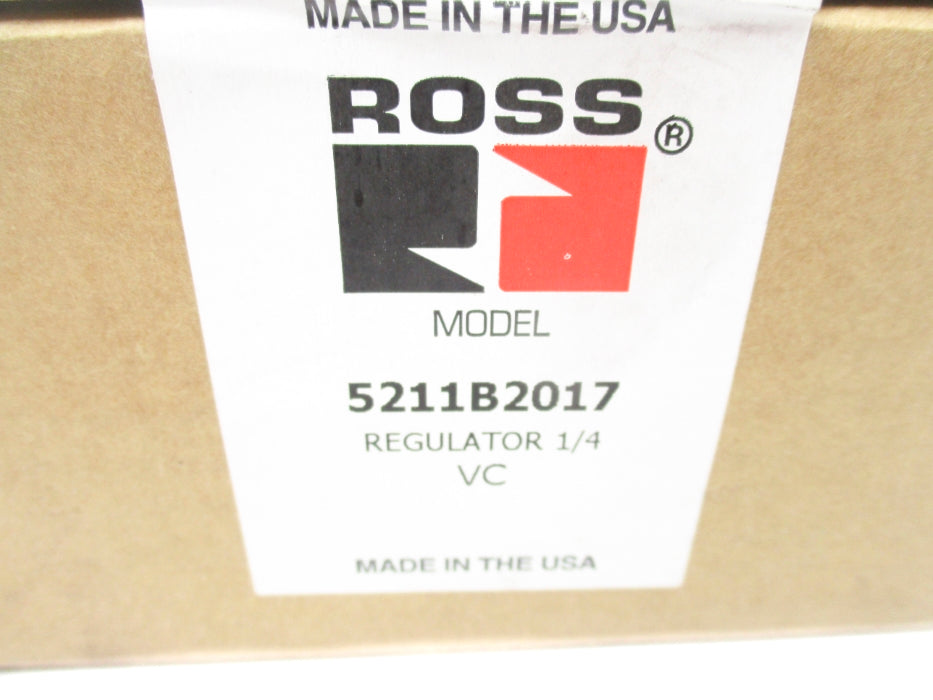 MADE IN THE USA
ROSS®
MODEL
5211B2017
REGULATOR 1/4
VC
MADE IN THE USA